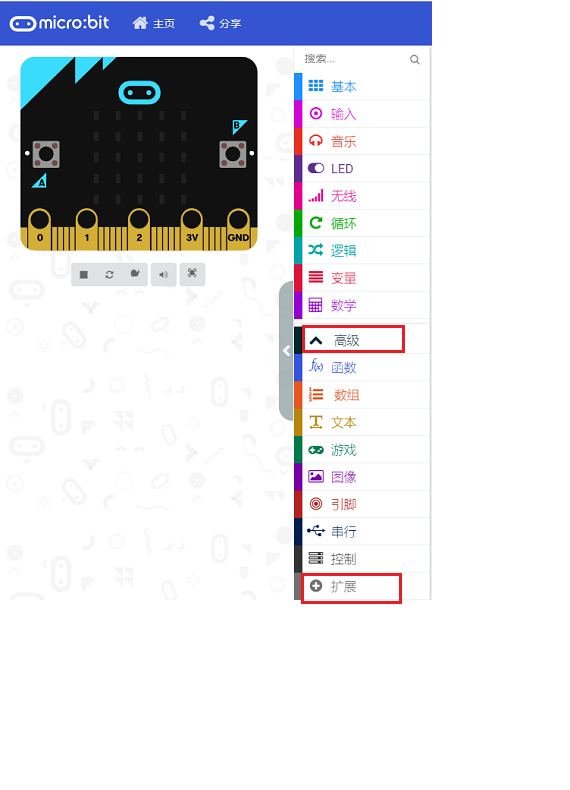 micro:bit 主页 分享
搜索...
基本
输入
音乐
LED
无线
循环
逻辑
变量
数学
高级
函数
数组
文本
游戏
图像
引脚
串行
控制
扩展
B
A
0 1 2 3V GND